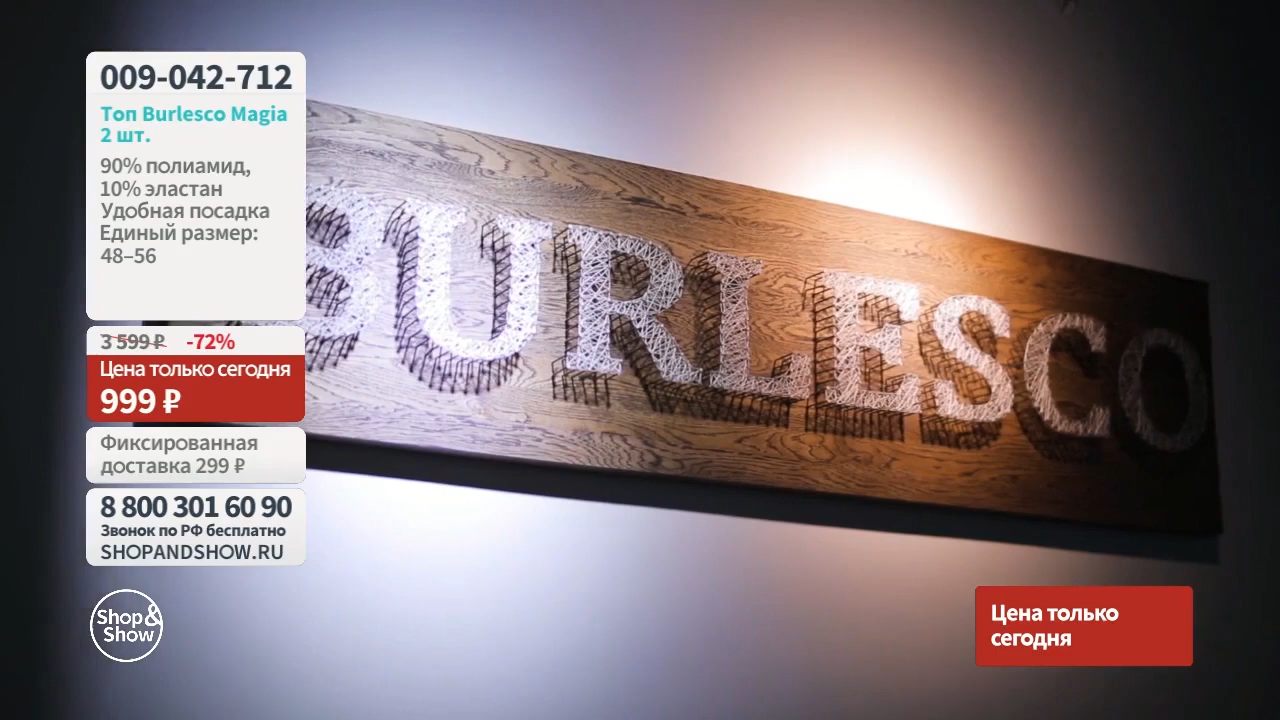 009-042-712
Топ Burlesco Magia
2 шт.
90% полиамид,
10% эластан
Удобная посадка
Единый размер:
48–56
3 599 ₽ -72%
Цена только сегодня
999 ₽
Фиксированная
доставка 299 ₽
8 800 301 60 90
Звонок по РФ бесплатно
SHOPANDSHOW.RU
Shop&
Show
BURLESCO
Цена только
сегодня